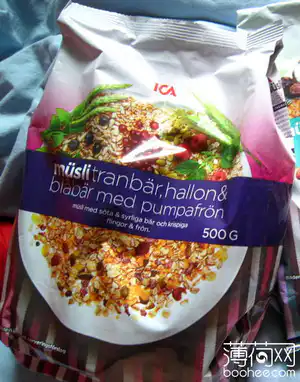 ICA
müsli tranbär, hallon &
blåbär med pumpafrön
müsli med söta & syrliga bär och krispiga
flingor & frön.
500 G
薄荷网
boohee.com